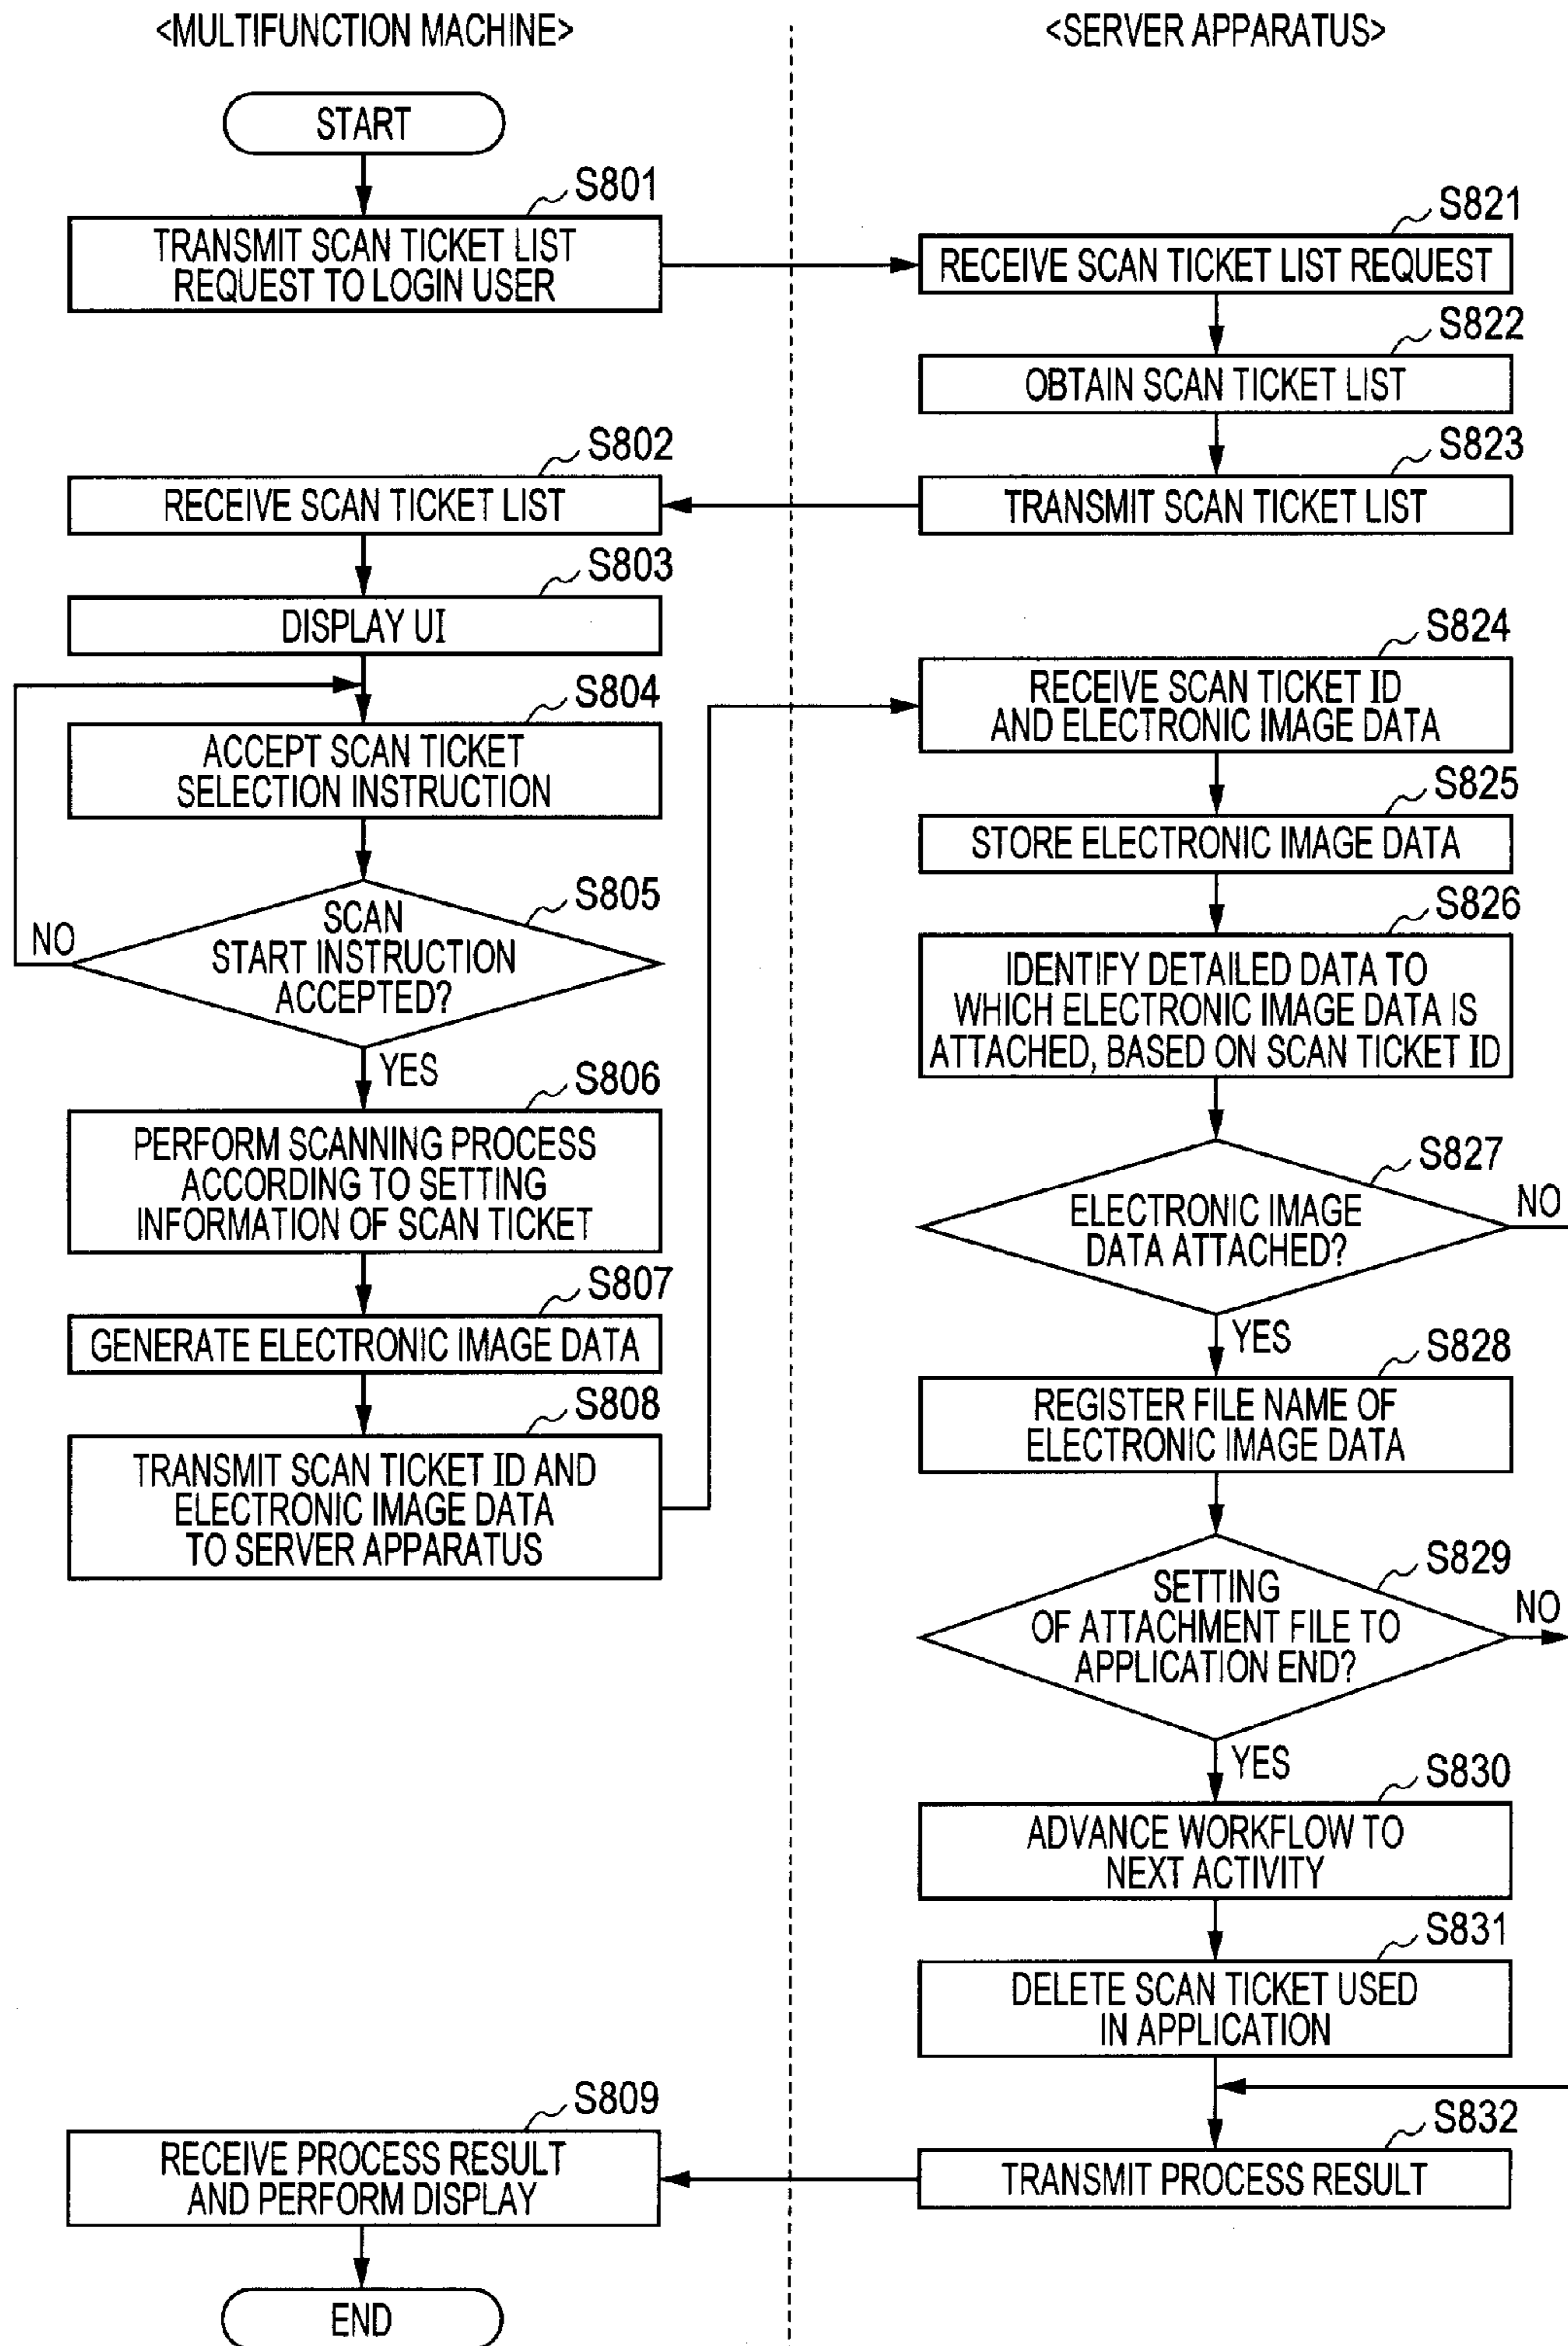 <MULTIFUNCTION MACHINE>
START
S801
TRANSMIT SCAN TICKET LIST
REQUEST TO LOGIN USER
S802
RECEIVE SCAN TICKET LIST
S803
DISPLAY UI
S804
ACCEPT SCAN TICKET
SELECTION INSTRUCTION
S805
SCAN
START INSTRUCTION
ACCEPTED?
NO
YES
S806
PERFORM SCANNING PROCESS
ACCORDING TO SETTING
INFORMATION OF SCAN TICKET
S807
GENERATE ELECTRONIC IMAGE DATA
S808
TRANSMIT SCAN TICKET ID AND
ELECTRONIC IMAGE DATA
TO SERVER APPARATUS
S809
RECEIVE PROCESS RESULT
AND PERFORM DISPLAY
END
<SERVER APPARATUS>
S821
RECEIVE SCAN TICKET LIST REQUEST
S822
OBTAIN SCAN TICKET LIST
S823
TRANSMIT SCAN TICKET LIST
S824
RECEIVE SCAN TICKET ID
AND ELECTRONIC IMAGE DATA
S825
STORE ELECTRONIC IMAGE DATA
S826
IDENTIFY DETAILED DATA TO
WHICH ELECTRONIC IMAGE DATA IS
ATTACHED, BASED ON SCAN TICKET ID
S827
ELECTRONIC IMAGE
DATA ATTACHED?
NO
YES
S828
REGISTER FILE NAME OF
ELECTRONIC IMAGE DATA
S829
SETTING
OF ATTACHMENT FILE TO
APPLICATION END?
NO
YES
S830
ADVANCE WORKFLOW TO
NEXT ACTIVITY
S831
DELETE SCAN TICKET USED
IN APPLICATION
S832
TRANSMIT PROCESS RESULT